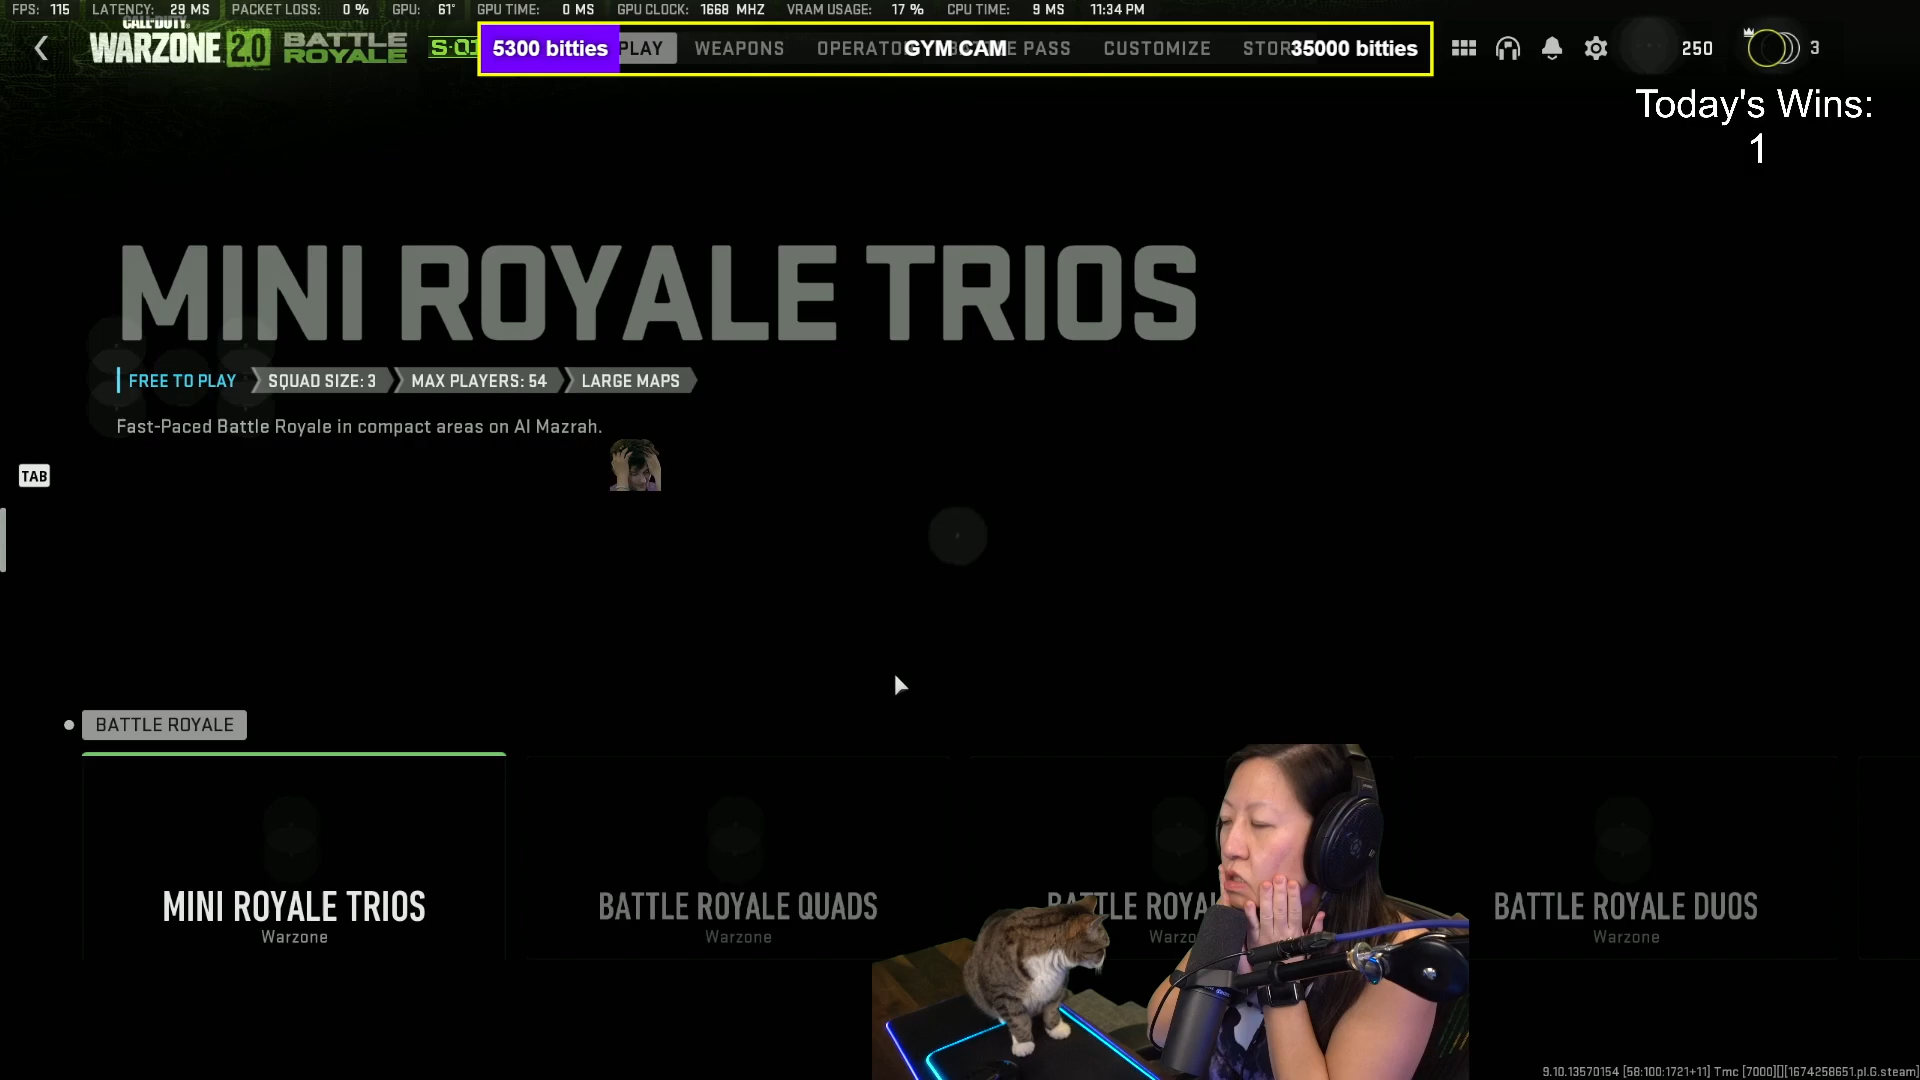 FPS: 115 LATENCY: 29 MS PACKET LOSS: 0 % GPU: 61° GPU TIME: 0 MS GPU CLOCK: 1668 MHZ VRAM USAGE: 17 % CPU TIME: 9 MS 11:34 PM
CALL OF DUTY
WARZONE 2.0 BATTLE ROYALE
5300 bitties PLAY WEAPONS GYM CAM PASS CUSTOMIZE 35000 bitties 250 3
Today's Wins:
1
MINI ROYALE TRIOS
FREE TO PLAY SQUAD SIZE: 3 MAX PLAYERS: 54 LARGE MAPS
Fast-Paced Battle Royale in compact areas on Al Mazrah.
TAB
BATTLE ROYALE
MINI ROYALE TRIOS BATTLE ROYALE QUADS BATTLE ROYALE DUOS
Warzone Warzone Warzone
9.10.13570154 [58:100:1721+11] Tmc [7000][][1674258651.pl.G.steam]